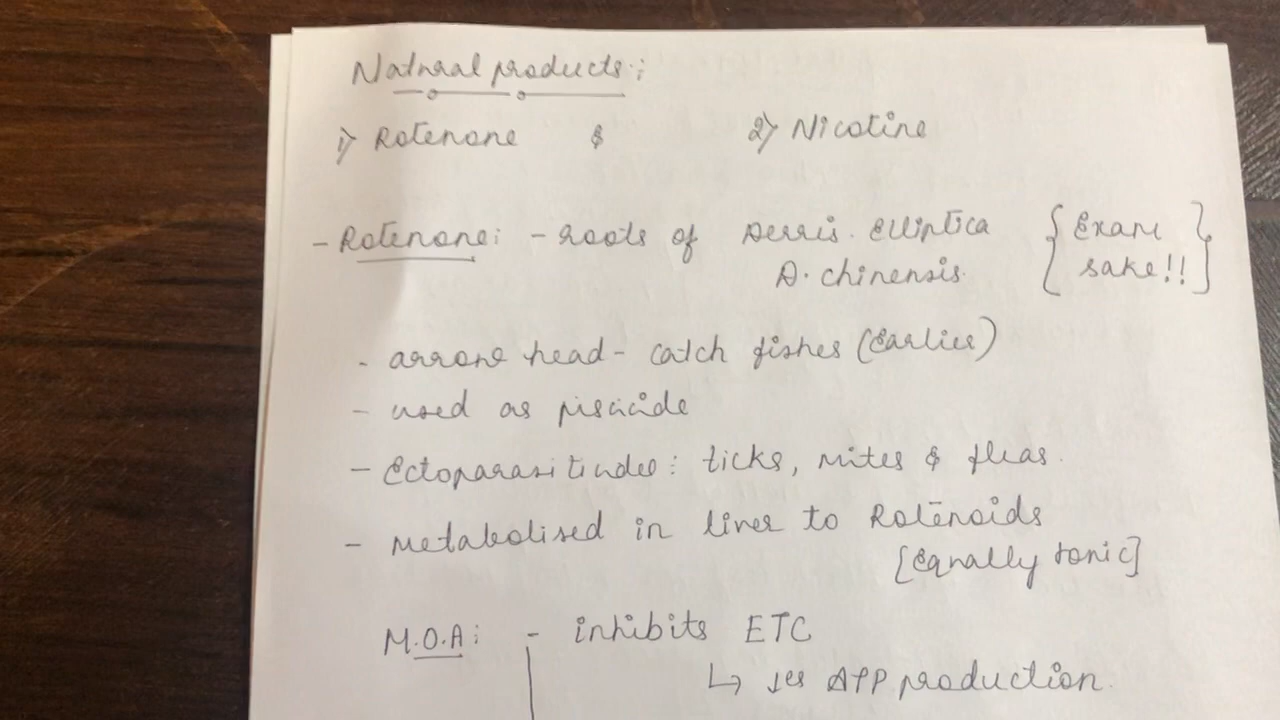 Natural products:
1) Rotenone & 2) Nicotine
- Rotenone: - roots of Derris. elliptica { Exam }
D. chinensis. { sake!! }
- arrow head - catch fishes (Earlier)
- used as piscicide
- Ectoparasiticides: ticks, mites & fleas.
- Metabolised in liver to Rotenoids
[Equally toxic]
M.O.A: - inhibits ETC
↳ ↓es ATP production.